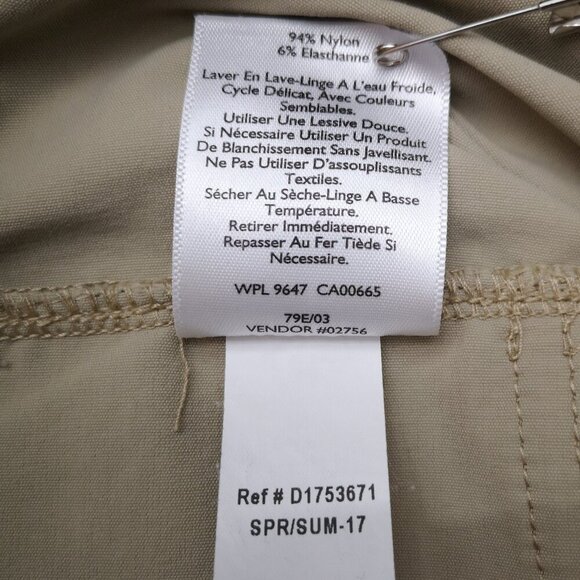 94% Nylon
6% Elasthanne
Laver En Lave-Linge A L'eau Froide,
Cycle Délicat, Avec Couleurs
Semblables.
Utiliser Une Lessive Douce.
Si Nécessaire Utiliser Un Produit
De Blanchissement Sans Javellisant.
Ne Pas Utiliser D'assouplissants
Textiles.
Sécher Au Sèche-Linge A Basse
Température.
Retirer Immédiatement.
Repasser Au Fer Tiède Si
Nécessaire.
WPL 9647 CA00665
79E/03
VENDOR #02756
Ref # D1753671
SPR/SUM-17